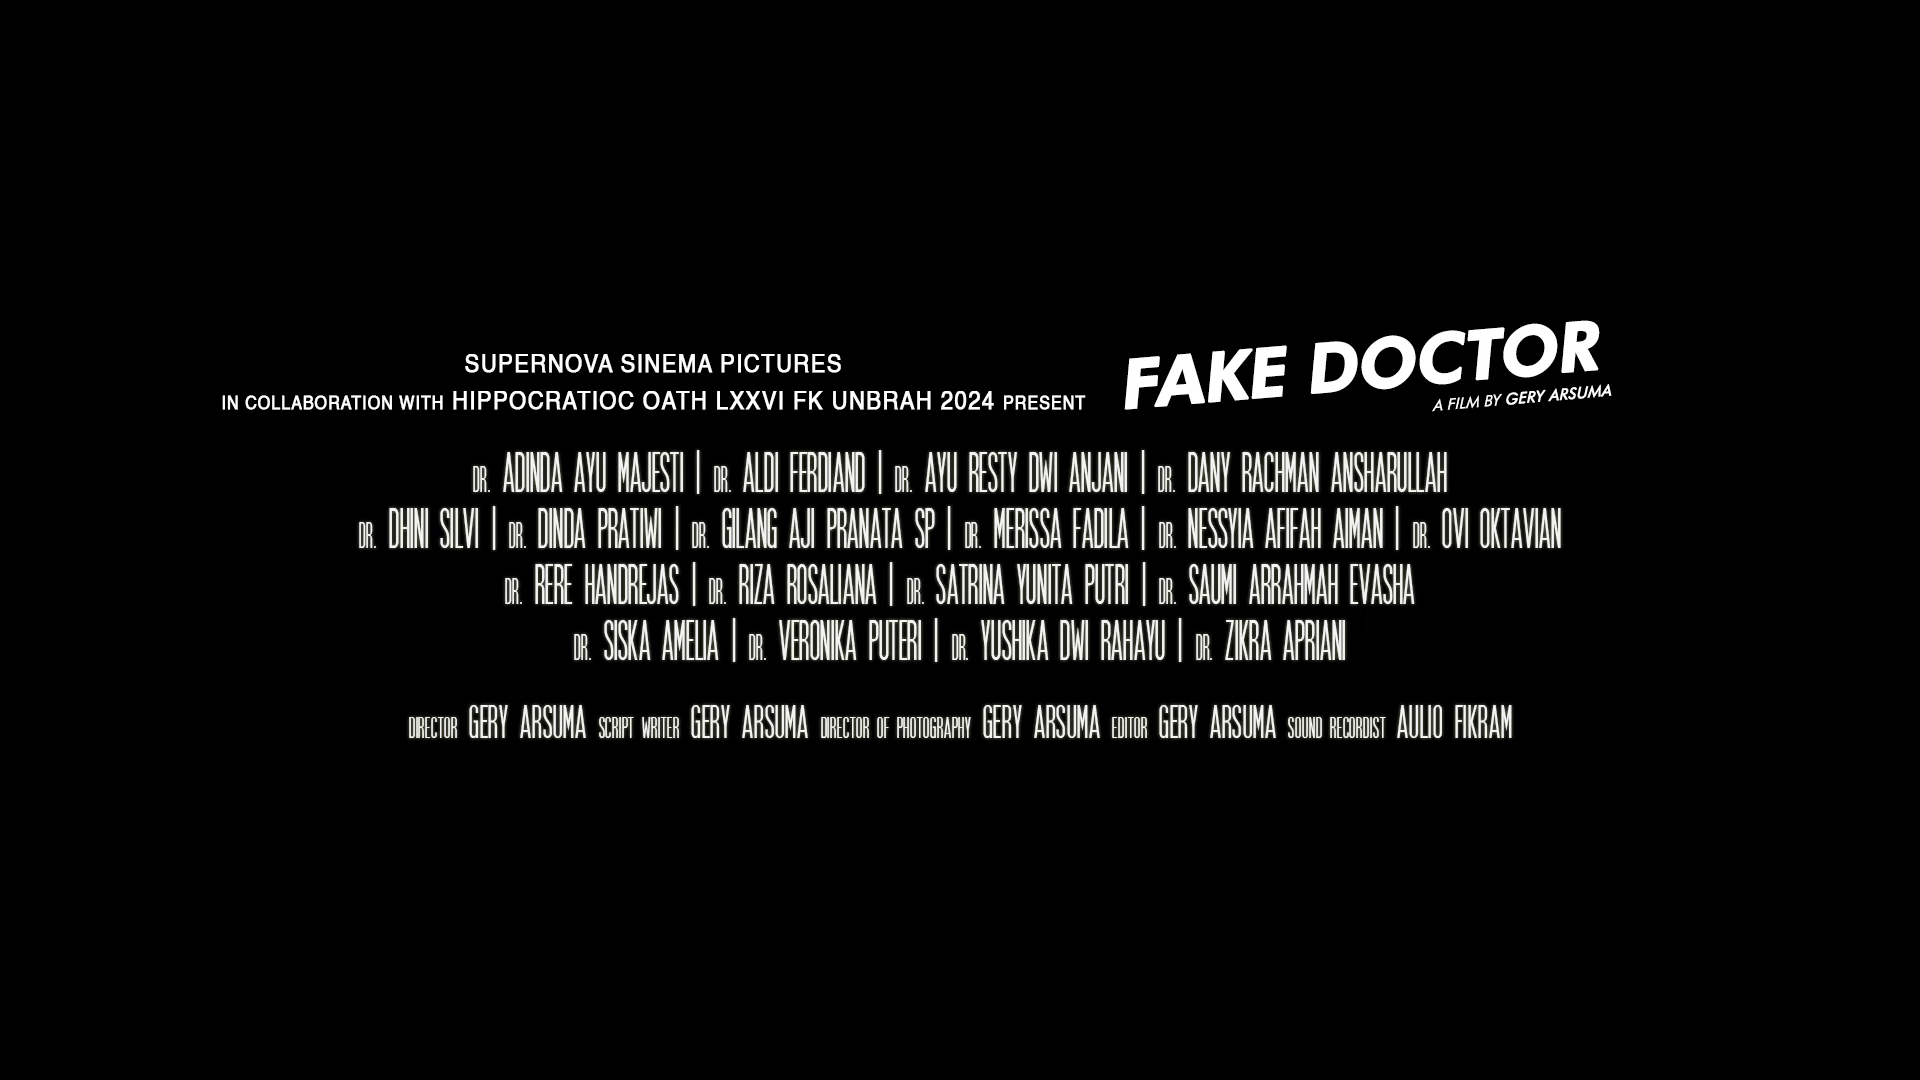 SUPERNOVA SINEMA PICTURES
IN COLLABORATION WITH HIPPOCRATIOC OATH LXXVI FK UNBRAH 2024 PRESENT
FAKE DOCTOR
A FILM BY GERY ARSUMA
DR. ADINDA AYU MAJESTI | DR. ALDI FERDIAND | DR. AYU RESTY DWI ANJANI | DR. DANY RACHMAN ANSHARULLAH
DR. DHINI SILVI | DR. DINDA PRATIWI | DR. GILANG AJI PRANATA SP | DR. MERISSA FADILA | DR. NESSYIA AFIFAH AIMAN | DR. OVI OKTAVIAN
DR. RERE HANDREJAS | DR. RIZA ROSALIANA | DR. SATRINA YUNITA PUTRI | DR. SAUMI ARRAHMAH EVASHA
DR. SISKA AMELIA | DR. VERONIKA PUTERI | DR. YUSHIKA DWI RAHAYU | DR. ZIKRA APRIANI
DIRECTOR GERY ARSUMA SCRIPT WRITER GERY ARSUMA DIRECTOR OF PHOTOGRAPHY GERY ARSUMA EDITOR GERY ARSUMA SOUND RECORDIST AULIO FIKRAM